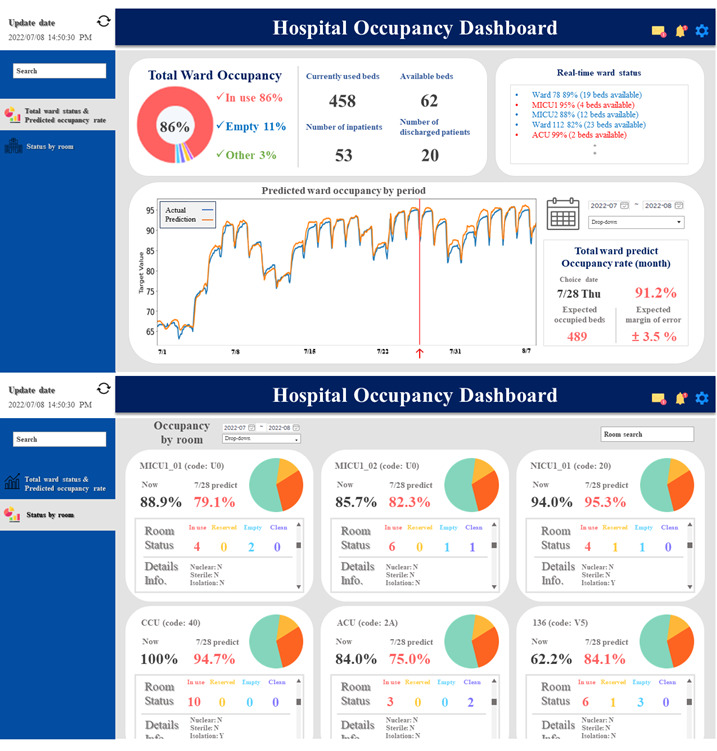 Update date
2022/07/08 14:50:30 PM
Hospital Occupancy Dashboard
Search
Total ward status &
Predicted occupancy rate
Status by room
Total Ward Occupancy
86%
✓In use 86%
✓Empty 11%
✓Other 3%
Currently used beds
Available beds
458
62
Number of inpatients
Number of
discharged patients
53
20
Real-time ward status
• Ward 78 89% (19 beds available)
• MICU1 95% (4 beds available)
• MICU2 88% (12 beds available)
• Ward 112 82% (23 beds available)
• ACU 99% (2 beds available)
Predicted ward occupancy by period
Actual
Prediction
Target Value
95
90
85
80
75
70
65
7/1
7/8
7/15
7/22
7/31
8/7
2022-07 ~ 2022-08
Drop-down
Total ward predict
Occupancy rate (month)
Choice date
7/28 Thu
91.2%
Expected
occupied beds
Expected
margin of error
489
± 3.5 %
Update date
2022/07/08 14:50:30 PM
Hospital Occupancy Dashboard
Search
Total ward status &
Predicted occupancy rate
Status by room
Occupancy
by room
2022-07 ~ 2022-08
Drop-down
Room search
MICU1_01 (code: U0)
Now 7/28 predict
88.9% 79.1%
Room
Status
In use Reserved Empty Clean
4 0 2 0
Details
Info.
Nuclear: N
Sterile: N
Isolation: N
MICU1_02 (code: U0)
Now 7/28 predict
85.7% 82.3%
Room
Status
In use Reserved Empty Clean
6 0 1 1
Details
Info.
Nuclear: N
Sterile: N
Isolation: N
NICU1_01 (code: 20)
Now 7/28 predict
94.0% 95.3%
Room
Status
In use Reserved Empty Clean
4 1 1 0
Details
Info.
Nuclear: N
Sterile: N
Isolation: Y
CCU (code: 40)
Now 7/28 predict
100% 94.7%
Room
Status
In use Reserved Empty Clean
10 0 0 0
Details
Info.
Nuclear: N
Sterile: N
Isolation: Y
ACU (code: 2A)
Now 7/28 predict
84.0% 75.0%
Room
Status
In use Reserved Empty Clean
3 0 0 2
Details
Info.
Nuclear: N
Sterile: N
Isolation: N
136 (code: V5)
Now 7/28 predict
62.2% 84.1%
Room
Status
In use Reserved Empty Clean
6 1 3 0
Details
Info.
Nuclear: N
Sterile: N
Isolation: N